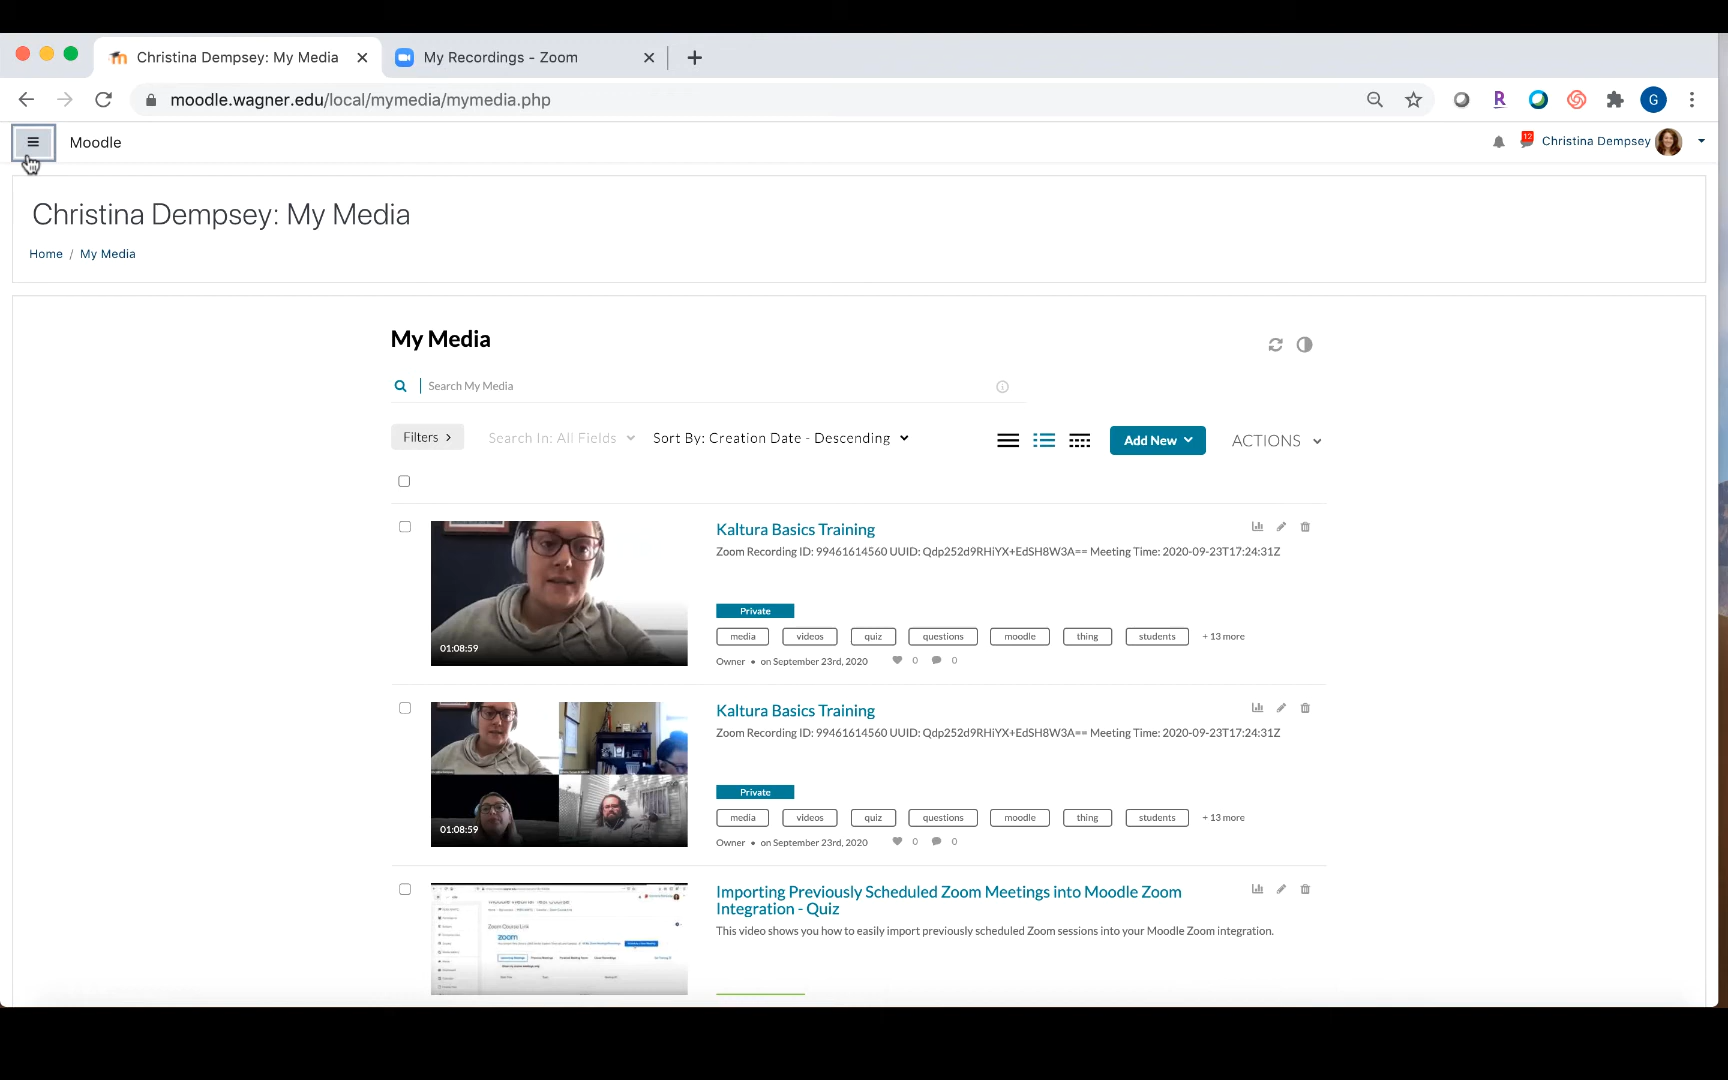 Christina Dempsey: My Media
My Recordings - Zoom
moodle.wagner.edu/local/mymedia/mymedia.php
R
G
Moodle
12
Christina Dempsey
Christina Dempsey: My Media
Home / My Media
My Media
Search My Media
Filters
Search In: All Fields
Sort By: Creation Date - Descending
Add New
ACTIONS
Kaltura Basics Training
Zoom Recording ID: 99461614560 UUID: Qdp252d9RHiYX+EdSH8W3A== Meeting Time: 2020-09-23T17:24:31Z
Private
01:08:59
media videos quiz questions moodle thing students + 13 more
Owner • on September 23rd, 2020 0 0
Kaltura Basics Training
Zoom Recording ID: 99461614560 UUID: Qdp252d9RHiYX+EdSH8W3A== Meeting Time: 2020-09-23T17:24:31Z
Private
01:08:59
media videos quiz questions moodle thing students + 13 more
Owner • on September 23rd, 2020 0 0
Importing Previously Scheduled Zoom Meetings into Moodle Zoom
Integration - Quiz
This video shows you how to easily import previously scheduled Zoom sessions into your Moodle Zoom integration.
Zoom Course Link
zoom